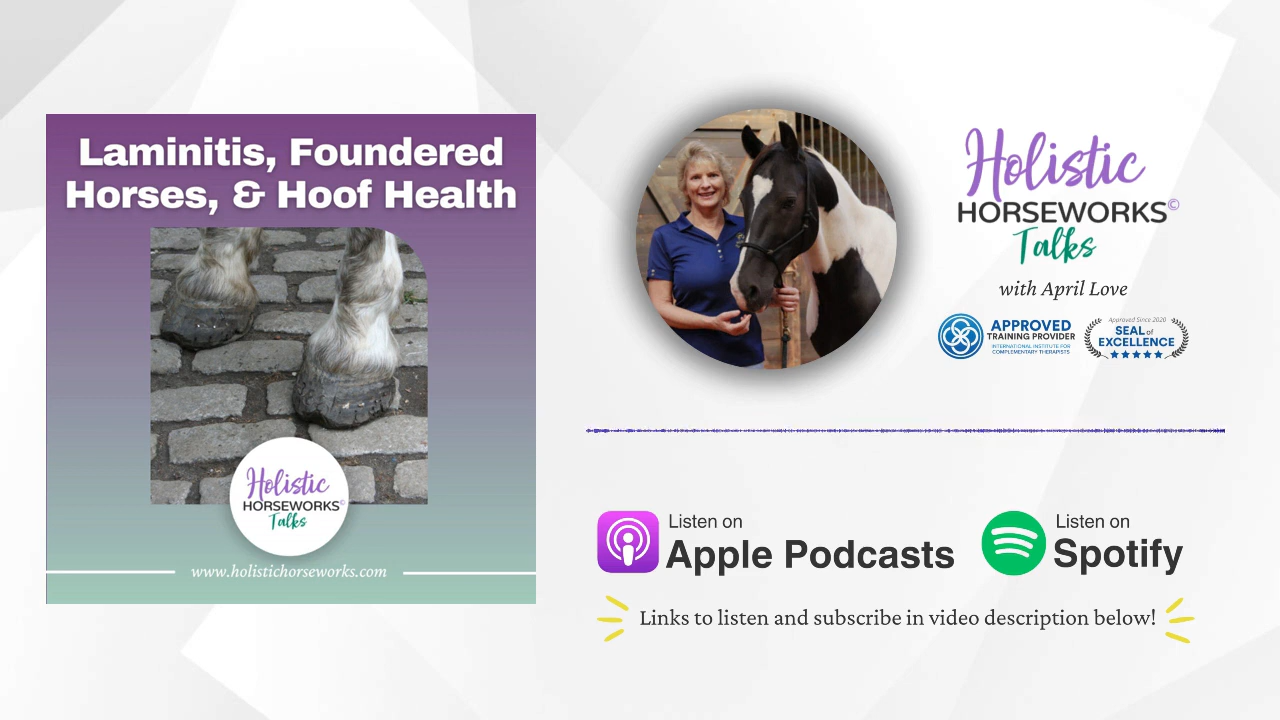 Laminitis, Foundered
Horses, & Hoof Health
Holistic
HORSEWORKS©
Talks
www.holistichorseworks.com
Holistic
HORSEWORKS©
Talks
with April Love
APPROVED
TRAINING PROVIDER
INTERNATIONAL INSTITUTE FOR
COMPLEMENTARY THERAPISTS
Approved Since 2020
SEAL of
EXCELLENCE
Listen on
Apple Podcasts
Listen on
Spotify
Links to listen and subscribe in video description below!